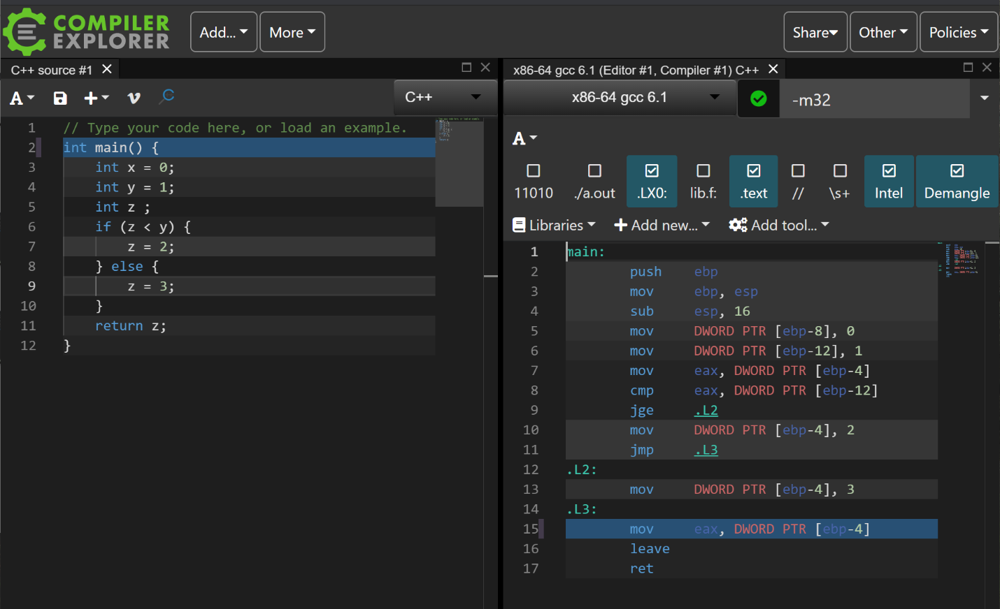 COMPILER
EXPLORER
Add...
More
Share
Other
Policies
C++ source #1
A
C++
1 // Type your code here, or load an example.
2 int main() {
3 int x = 0;
4 int y = 1;
5 int z ;
6 if (z < y) {
7 z = 2;
8 } else {
9 z = 3;
10 }
11 return z;
12 }
x86-64 gcc 6.1 (Editor #1, Compiler #1) C++
x86-64 gcc 6.1
-m32
A
11010
./a.out
.LX0:
lib.f:
.text
//
\s+
Intel
Demangle
Libraries
Add new...
Add tool...
1 main:
2 push ebp
3 mov ebp, esp
4 sub esp, 16
5 mov DWORD PTR [ebp-8], 0
6 mov DWORD PTR [ebp-12], 1
7 mov eax, DWORD PTR [ebp-4]
8 cmp eax, DWORD PTR [ebp-12]
9 jge .L2
10 mov DWORD PTR [ebp-4], 2
11 jmp .L3
12 .L2:
13 mov DWORD PTR [ebp-4], 3
14 .L3:
15 mov eax, DWORD PTR [ebp-4]
16 leave
17 ret